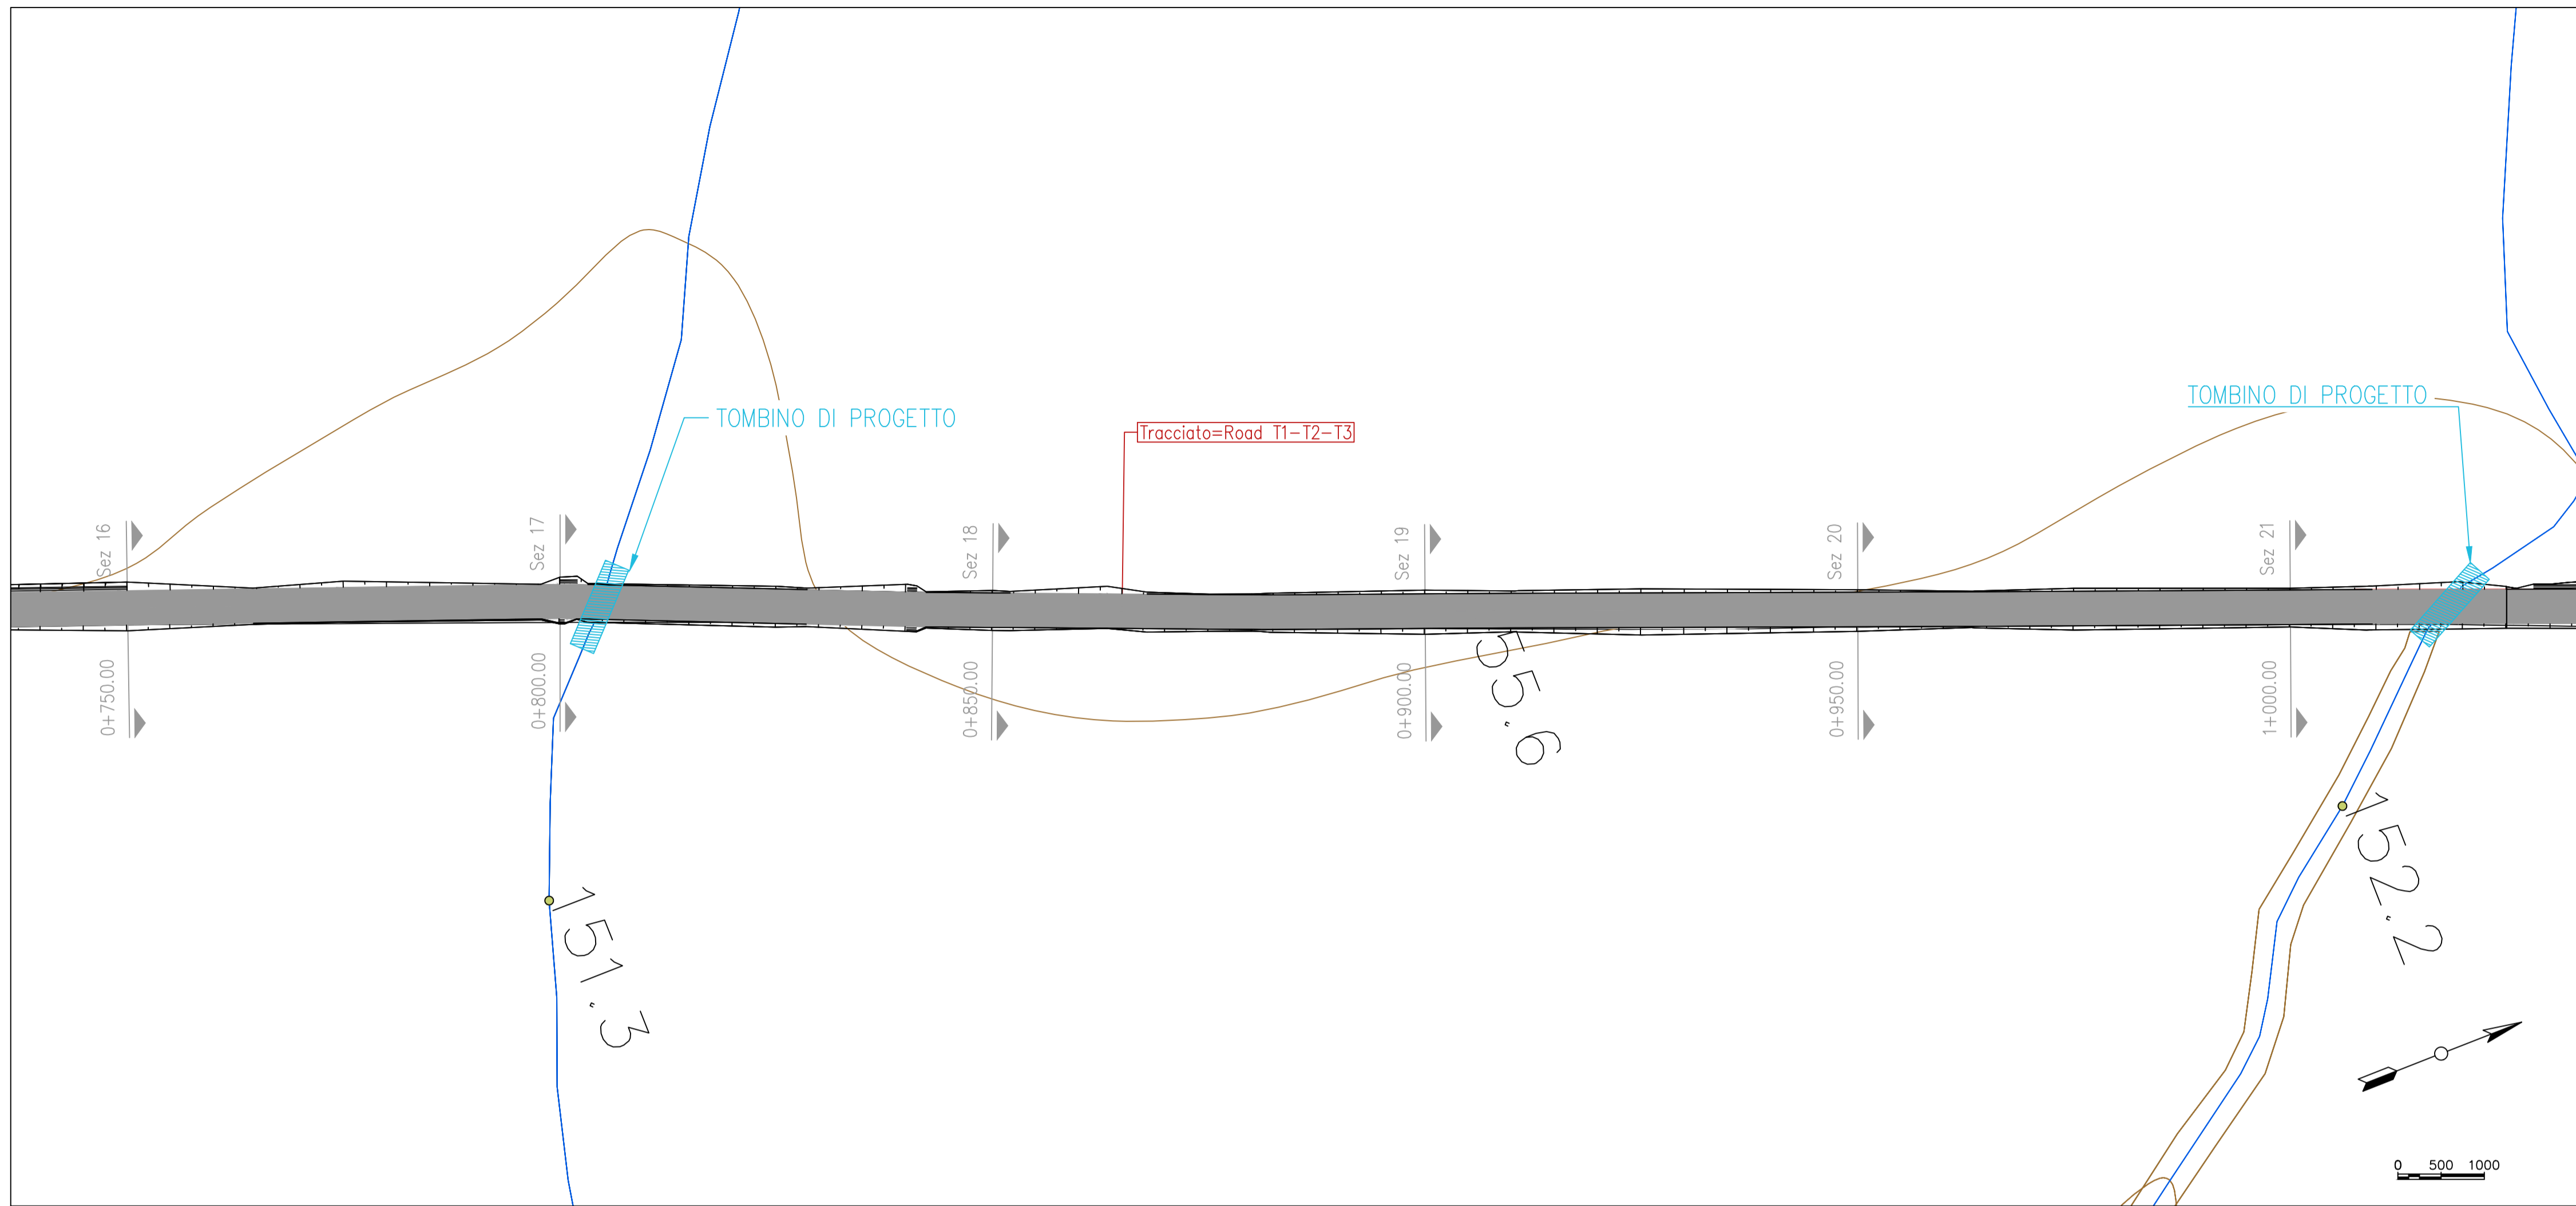 TOMBINO DI PROGETTO
TOMBINO DI PROGETTO
Tracciato=Road T1-T2-T3
Sez 16
Sez 17
Sez 18
Sez 19
Sez 20
Sez 21
0+750.00
0+800.00
0+850.00
0+900.00
0+950.00
1+000.00
55.6
151.3
152.2
0 500 1000